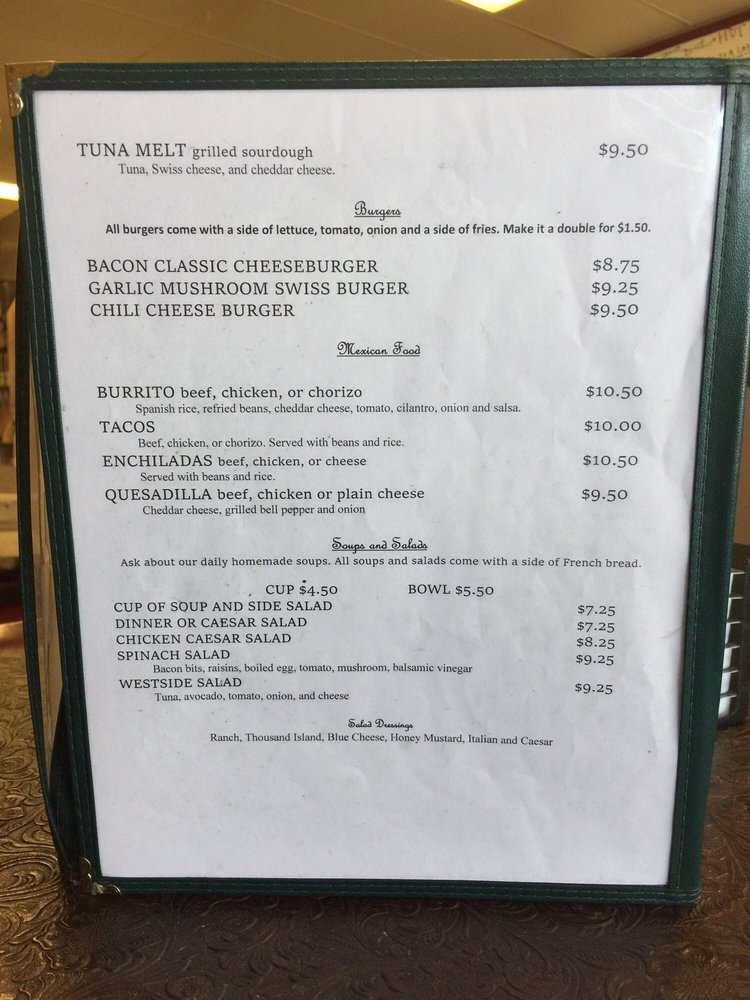 TUNA MELT grilled sourdough $9.50
Tuna, Swiss cheese, and cheddar cheese.
Burgers
All burgers come with a side of lettuce, tomato, onion and a side of fries. Make it a double for $1.50.
BACON CLASSIC CHEESEBURGER $8.75
GARLIC MUSHROOM SWISS BURGER $9.25
CHILI CHEESE BURGER $9.50
Mexican Food
BURRITO beef, chicken, or chorizo $10.50
Spanish rice, refried beans, cheddar cheese, tomato, cilantro, onion and salsa.
TACOS $10.00
Beef, chicken, or chorizo. Served with beans and rice.
ENCHILADAS beef, chicken, or cheese $10.50
Served with beans and rice.
QUESADILLA beef, chicken or plain cheese $9.50
Cheddar cheese, grilled bell pepper and onion
Soups and Salads
Ask about our daily homemade soups. All soups and salads come with a side of French bread.
CUP $4.50 BOWL $5.50
CUP OF SOUP AND SIDE SALAD $7.25
DINNER OR CAESAR SALAD $7.25
CHICKEN CAESAR SALAD $8.25
SPINACH SALAD $9.25
Bacon bits, raisins, boiled egg, tomato, mushroom, balsamic vinegar
WESTSIDE SALAD $9.25
Tuna, avocado, tomato, onion, and cheese
Salad Dressings
Ranch, Thousand Island, Blue Cheese, Honey Mustard, Italian and Caesar